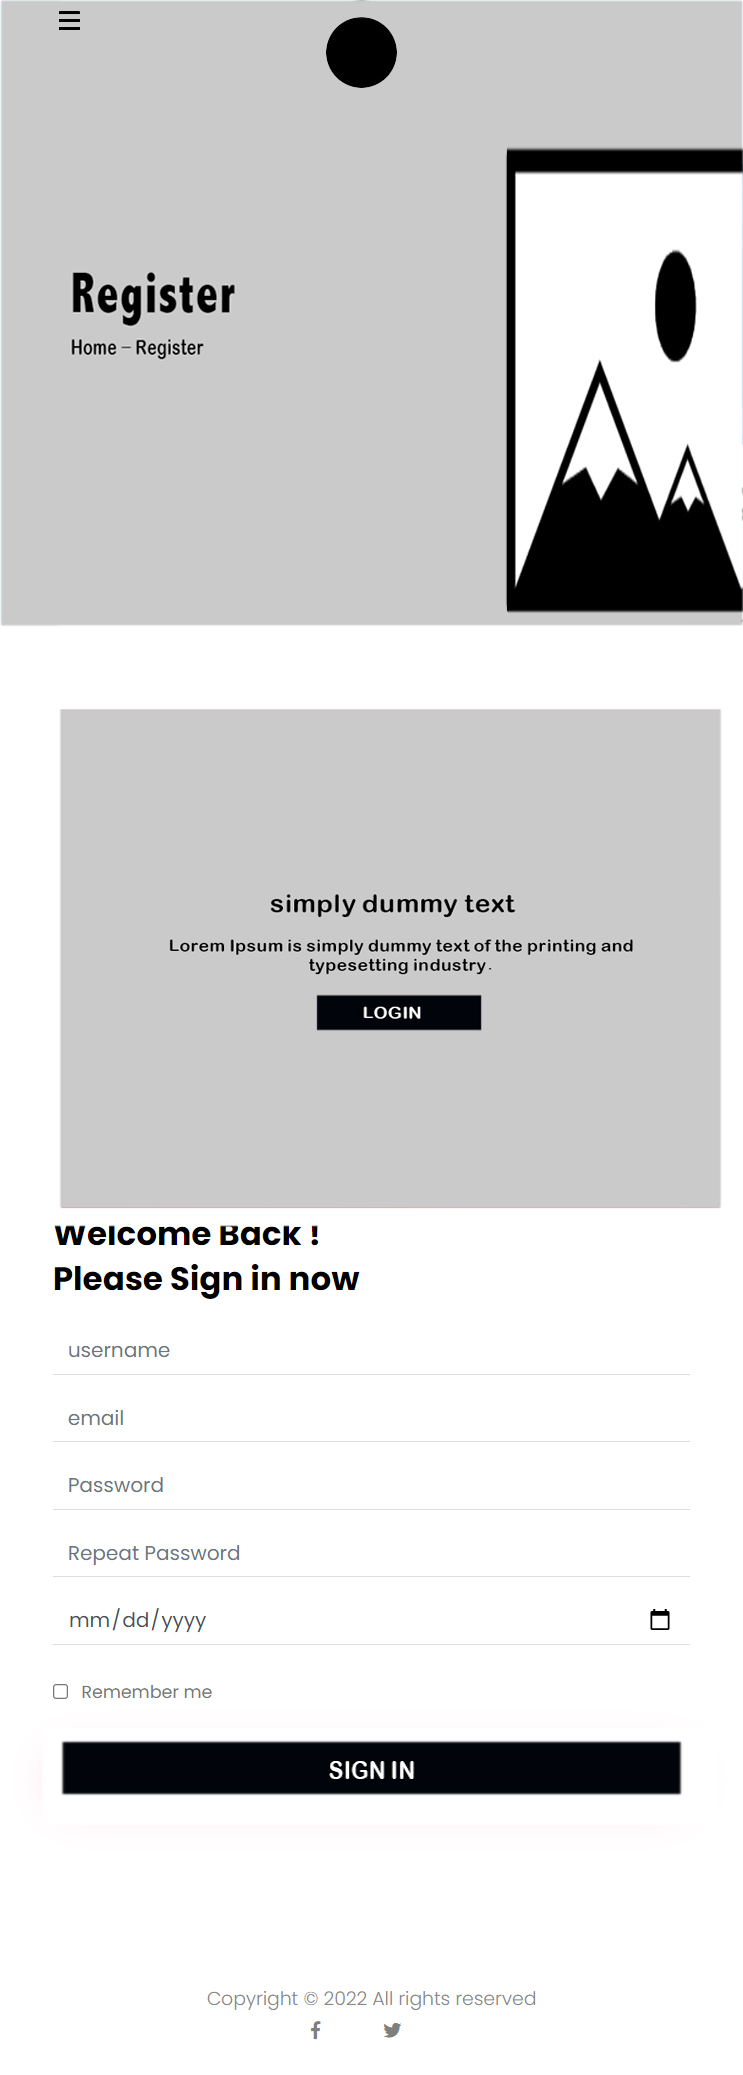 Register
Home – Register
simply dummy text
Lorem Ipsum is simply dummy text of the printing and
typesetting industry.
LOGIN
Welcome Back !
Please Sign in now
username
email
Password
Repeat Password
mm/dd/yyyy
Remember me
SIGN IN
Copyright © 2022 All rights reserved